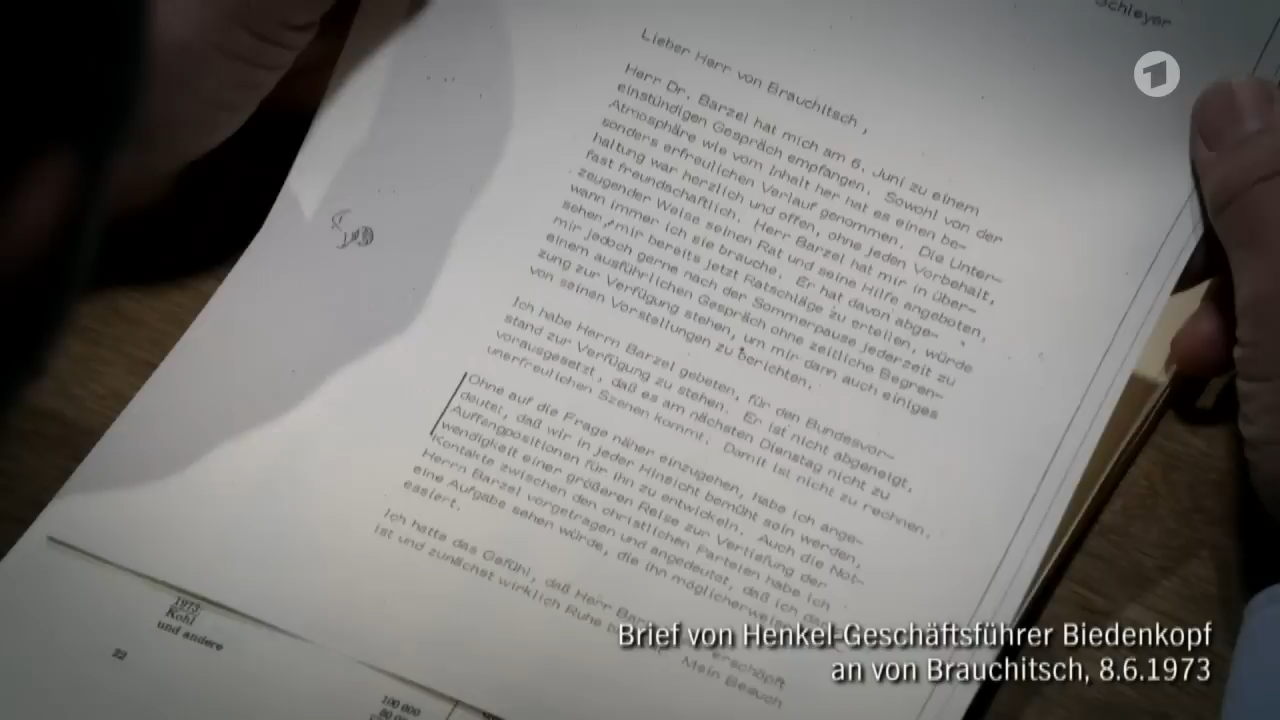 Schleyer
1
Lieber Herr von Brauchitsch,
Herr Dr. Barzel hat mich am 6. Juni zu einem
einstündigen Gespräch empfangen. Sowohl von der
Atmosphäre wie vom Inhalt her hat es einen be-
sonders erfreulichen Verlauf genommen. Die Unter-
haltung war herzlich und offen, ohne jeden Vorbehalt,
fast freundschaftlich. Herr Barzel hat mir in über-
zeugender Weise seinen Rat und seine Hilfe angeboten,
wann immer ich sie brauche. Er hat davon abge-
sehen, mir bereits jetzt Ratschläge zu erteilen, würde
mir jedoch gerne nach der Sommerpause jederzeit zu
einem ausführlichen Gespräch ohne zeitliche Begren-
zung zur Verfügung stehen, um mir dann auch einiges
von seinen Vorstellungen zu berichten.
Ich habe Herrn Barzel gebeten, für den Bundesvor-
stand zur Verfügung zu stehen. Er ist nicht abgeneigt,
vorausgesetzt, daß es am nächsten Dienstag nicht zu
unerfreulichen Szenen kommt. Damit ist nicht zu rechnen.
Ohne auf die Frage näher einzugehen, habe ich ange-
deutet, daß wir in jeder Hinsicht bemüht sein werden,
Auffangpositionen für ihn zu entwickeln. Auch die Not-
wendigkeit einer größeren Reise zur Vertiefung der
Kontakte zwischen den christlichen Parteien habe ich
Herrn Barzel vorgetragen und angedeutet, daß ich darin
eine Aufgabe sehen würde, die ihn möglicherweise
essiert.
Ich hatte das Gefühl, daß Herr Bar erschöpft
ist und zunächst wirklich Ruhe Mein Besuch
1973
Kohl
und andere
22
100 000
Brief von Henkel-Geschäftsführer Biedenkopf
an von Brauchitsch, 8.6.1973